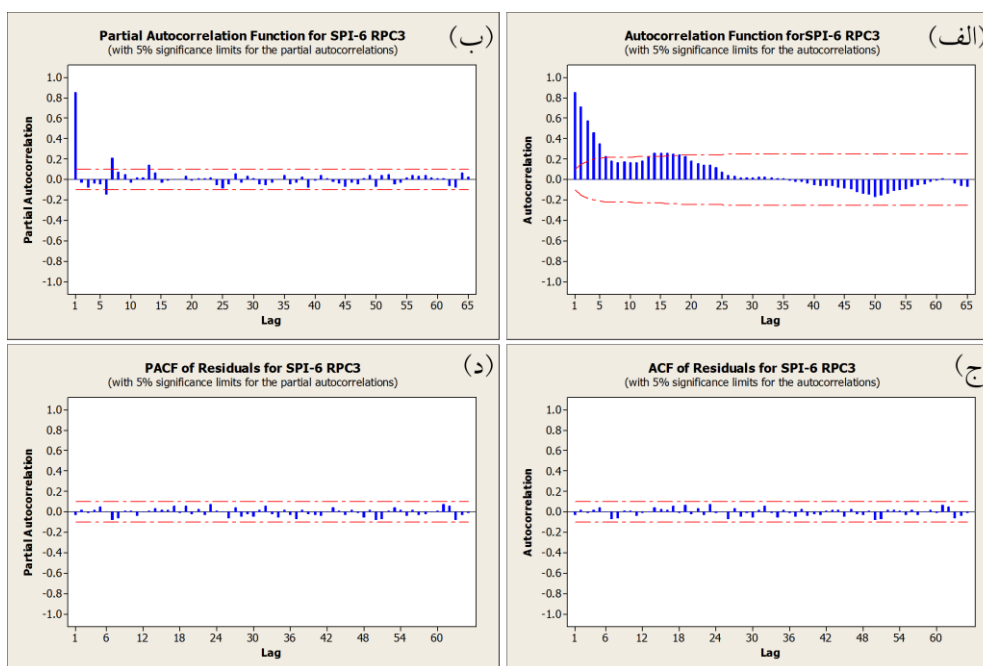 Partial Autocorrelation Function for SPI-6 RPC3
(with 5% significance limits for the partial autocorrelations)
(ب)
1.0
0.8
0.6
0.4
0.2
0.0
-0.2
-0.4
-0.6
-0.8
-1.0
Partial Autocorrelation
1 5 10 15 20 25 30 35 40 45 50 55 60 65
Lag
Autocorrelation Function forSPI-6 RPC3
(with 5% significance limits for the autocorrelations)
(الف)
1.0
0.8
0.6
0.4
0.2
0.0
-0.2
-0.4
-0.6
-0.8
-1.0
Autocorrelation
1 5 10 15 20 25 30 35 40 45 50 55 60 65
Lag
PACF of Residuals for SPI-6 RPC3
(with 5% significance limits for the autocorrelations)
(د)
1.0
0.8
0.6
0.4
0.2
0.0
-0.2
-0.4
-0.6
-0.8
-1.0
Partial Autocorrelation
1 6 12 18 24 30 36 42 48 54 60
Lag
ACF of Residuals for SPI-6 RPC3
(with 5% significance limits for the autocorrelations)
(ج)
1.0
0.8
0.6
0.4
0.2
0.0
-0.2
-0.4
-0.6
-0.8
-1.0
Autocorrelation
1 6 12 18 24 30 36 42 48 54 60
Lag